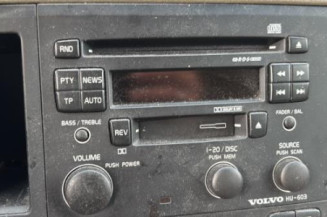 RND
PTY NEWS
TP AUTO
BASS / TREBLE
FADER / BAL
REV
VOLUME
PUSH POWER
1-20 / DISC
PUSH MEM
SOURCE
PUSH SCAN
VOLVO HU-603